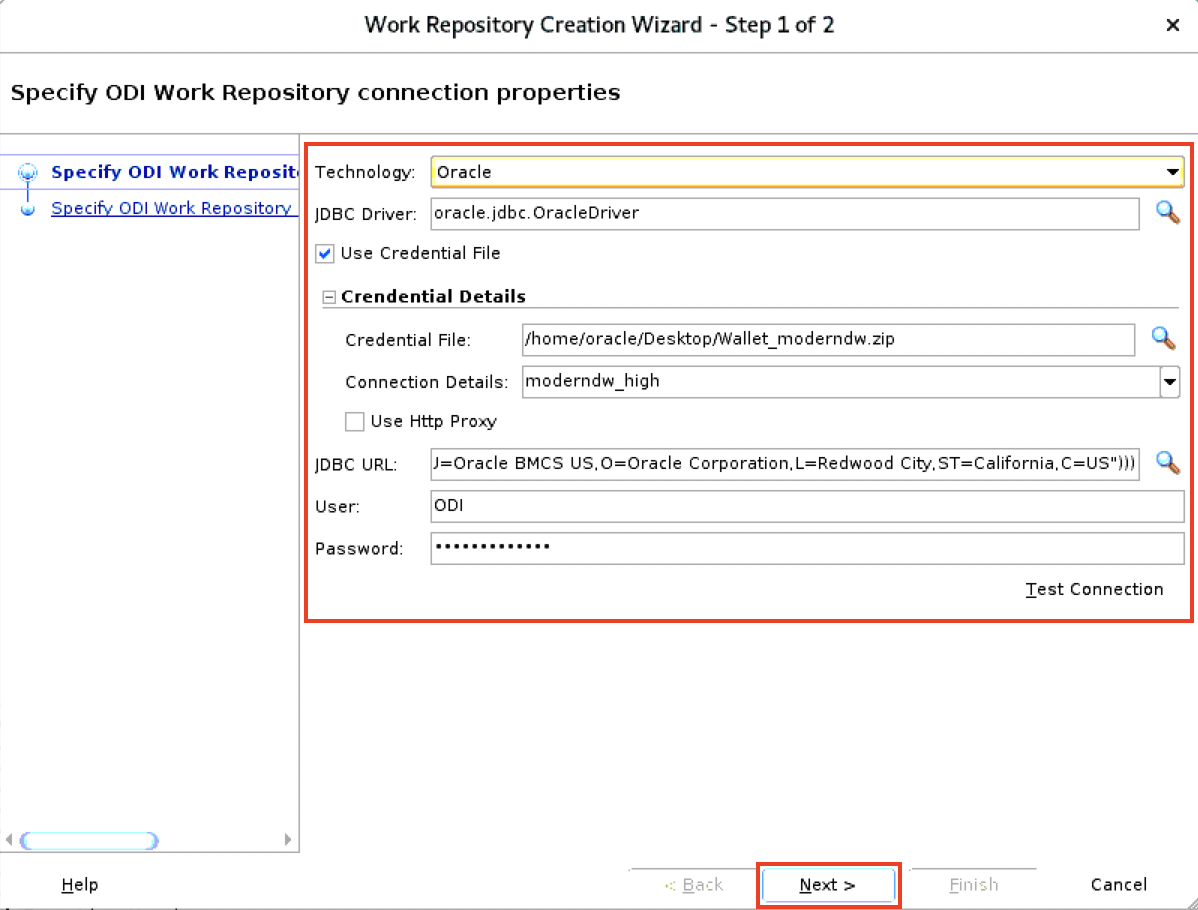 Work Repository Creation Wizard - Step 1 of 2
Specify ODI Work Repository connection properties
Specify ODI Work Reposit
Specify ODI Work Repository
Technology: Oracle
JDBC Driver: oracle.jdbc.OracleDriver
Use Credential File
Crendential Details
Credential File: /home/oracle/Desktop/Wallet_moderndw.zip
Connection Details: moderndw_high
Use Http Proxy
JDBC URL: J=Oracle BMCS US,O=Oracle Corporation,L=Redwood City,ST=California,C=US")))
User: ODI
Password: •••••••••••••
Test Connection
Help < Back Next > Finish Cancel